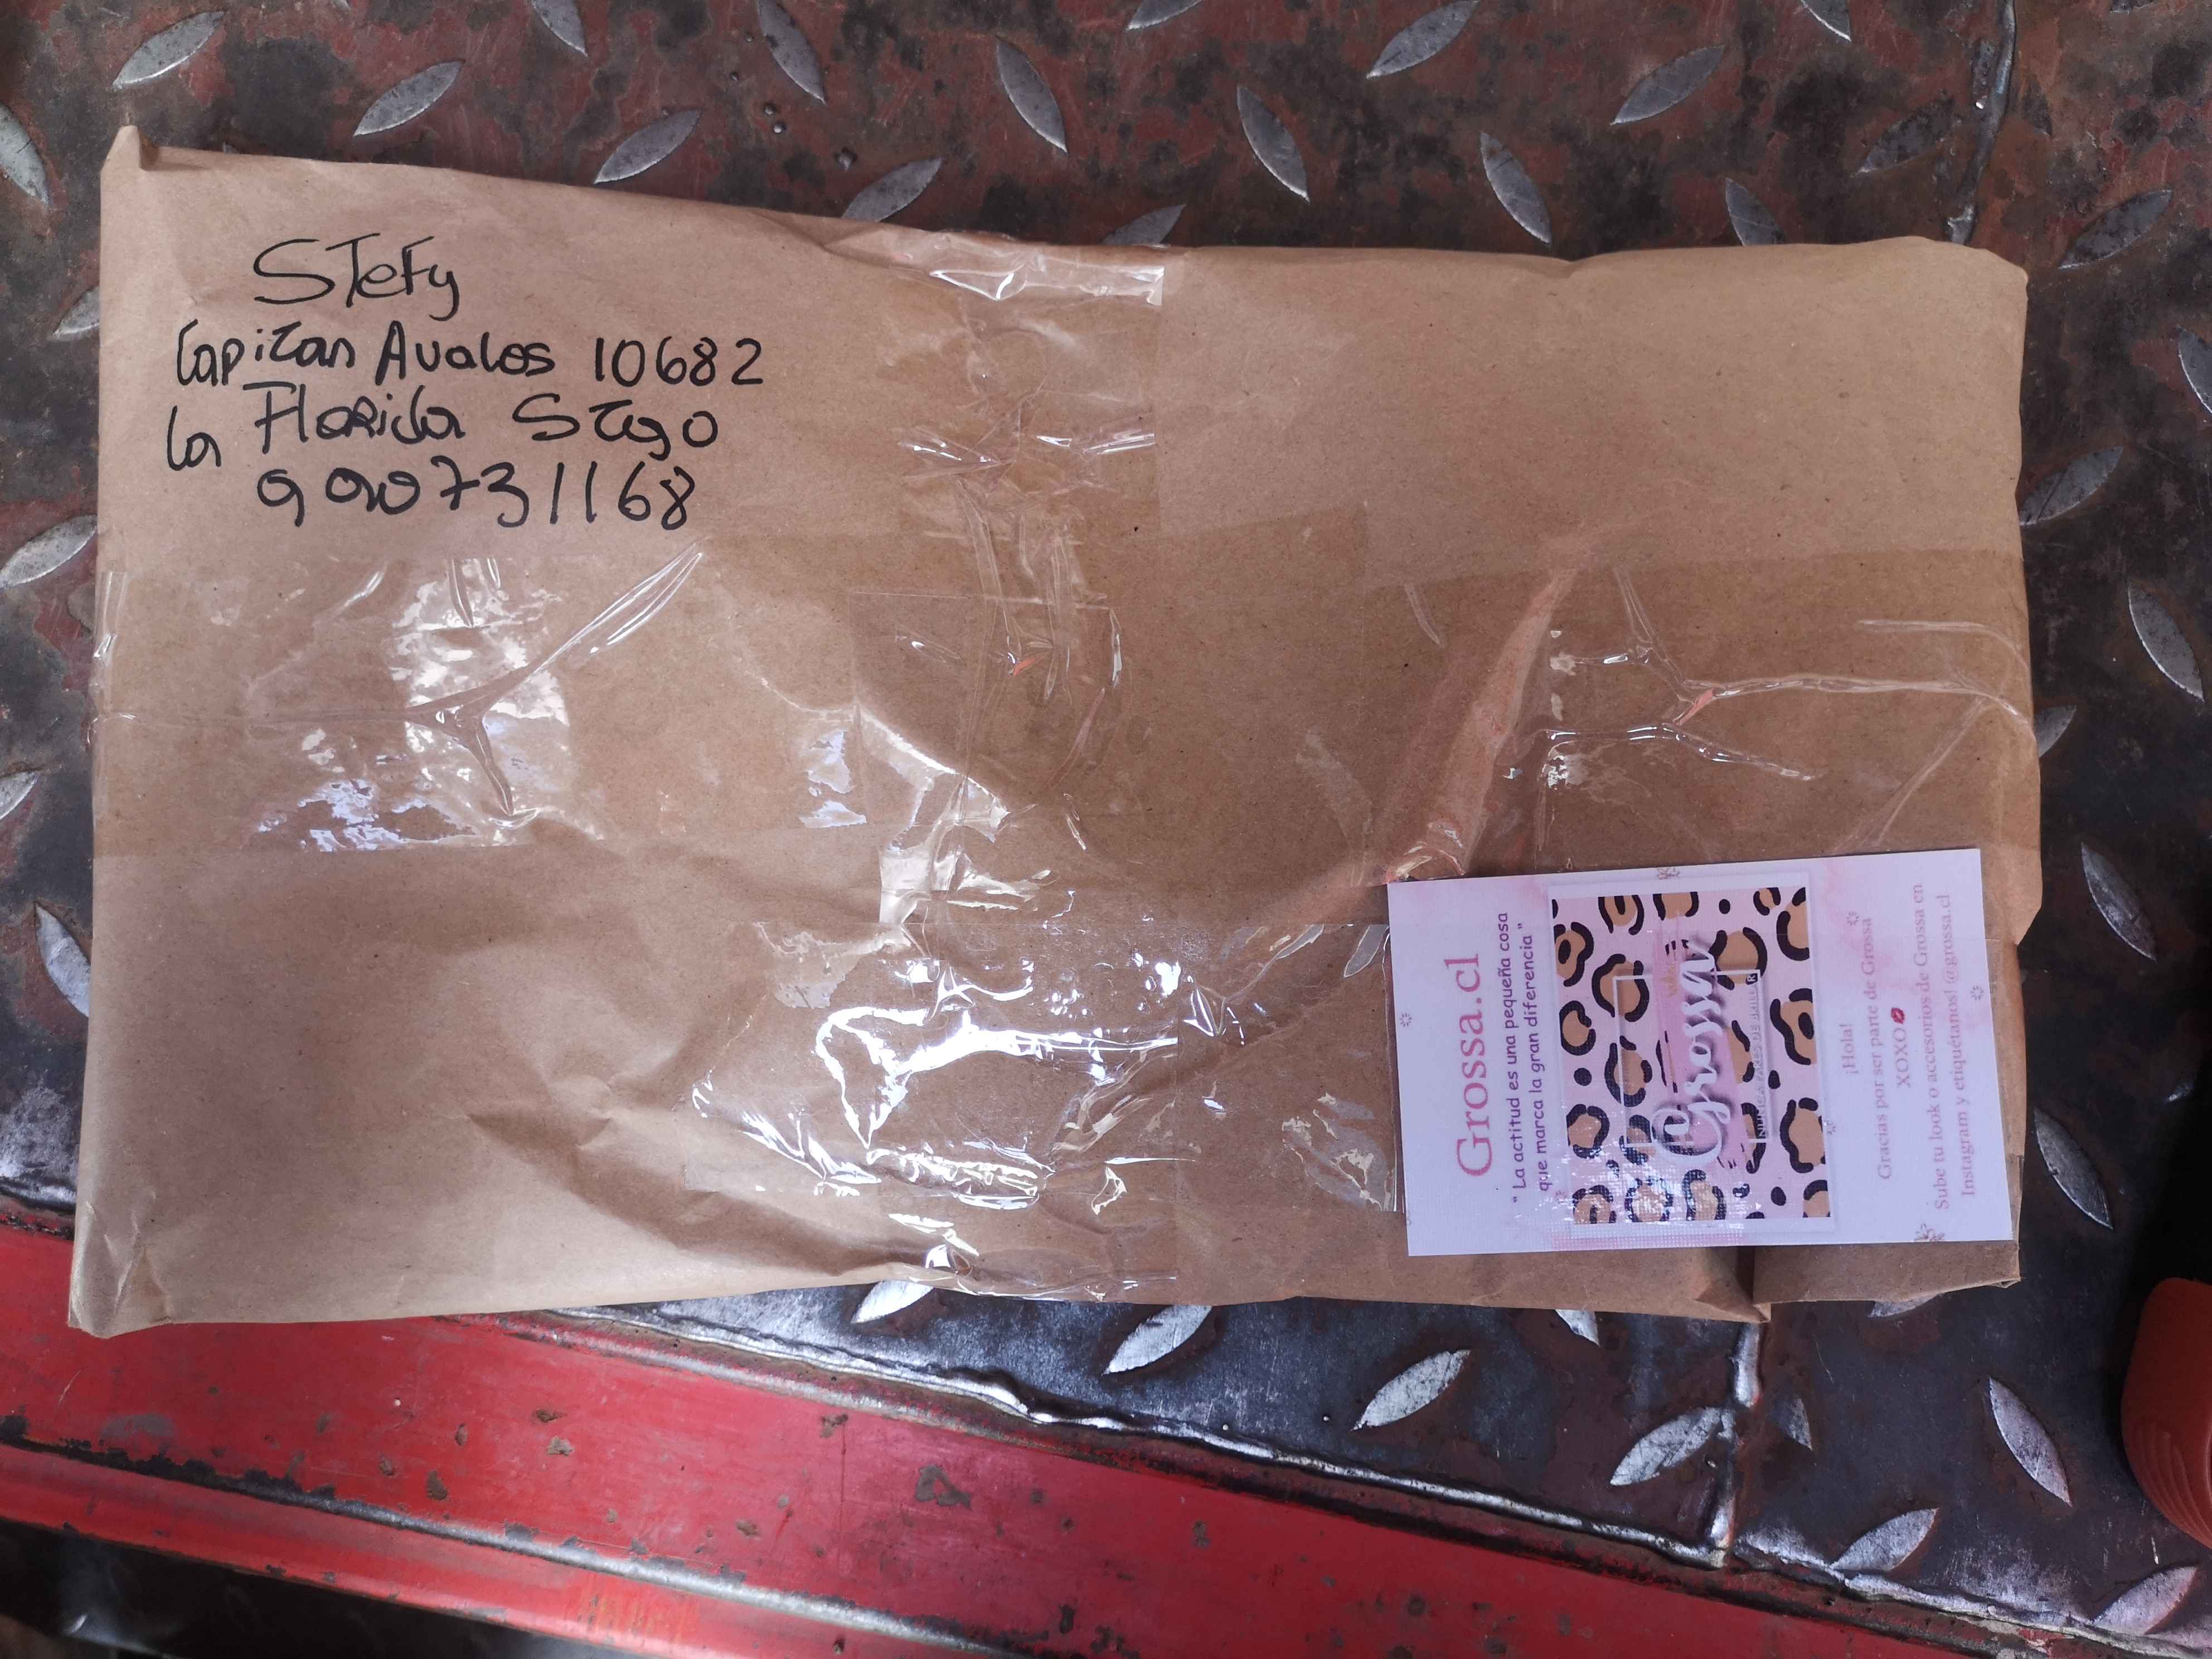 STeFy
Capitan Avalos 10682
la Florida Stgo
990731168
Grossa.cl
" La actitud es una pequeña cosa
que marca la gran diferencia "
Grossa
¡Hola!
Gracias por ser parte de Grossa
XOXO
Sube tu look o accesorios de Grossa en
Instagram y etiquétanos! @grossa.cl